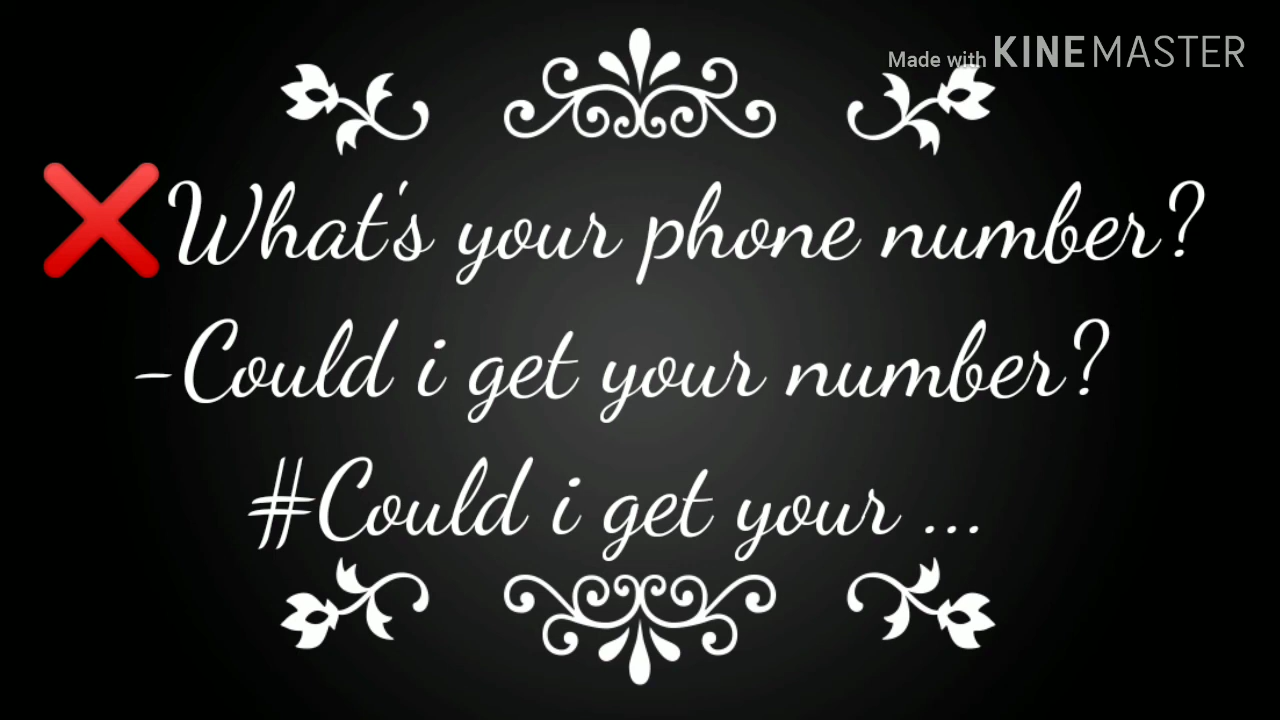 Made with KINEMASTER
❌What's your phone number?
-Could i get your number?
#Could i get your ...